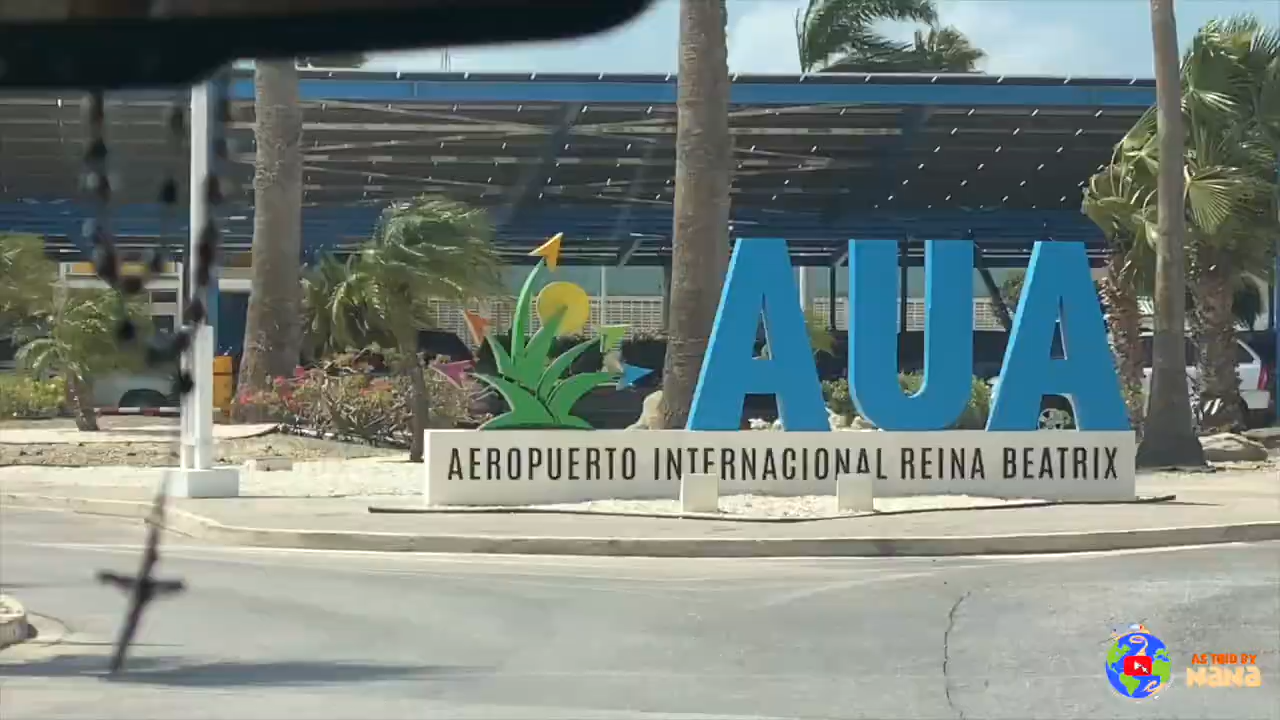 AUA
AEROPUERTO INTERNACIONAL REINA BEATRIX
AS TOLD BY
NANA